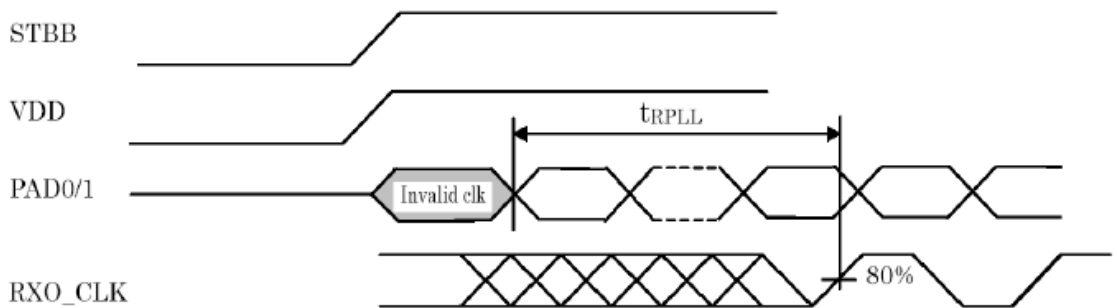 STBB
VDD
tRPLL
PAD0/1
Invalid clk
RXO_CLK
80%